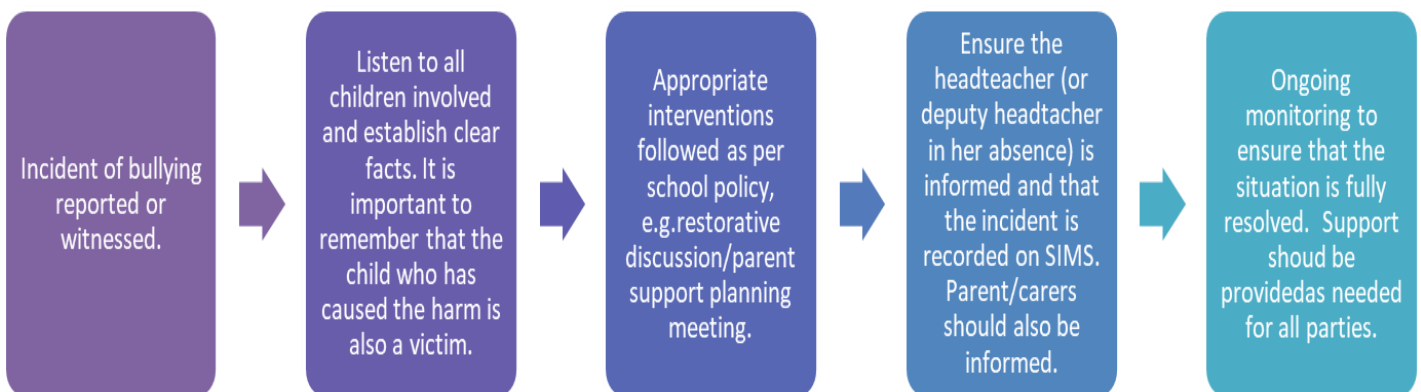 Incident of bullying
reported or
witnessed.
Listen to all
children involved
and establish clear
facts. It is
important to
remember that the
child who has
caused the harm is
also a victim.
Appropriate
interventions
followed as per
school policy,
e.g.restorative
discussion/parent
support planning
meeting.
Ensure the
headteacher (or
deputy headtacher
in her absence) is
informed and that
the incident is
recorded on SIMS.
Parent/carers
should also be
informed.
Ongoing
monitoring to
ensure that the
situation is fully
resolved.  Support
shoud be
providedas needed
for all parties.